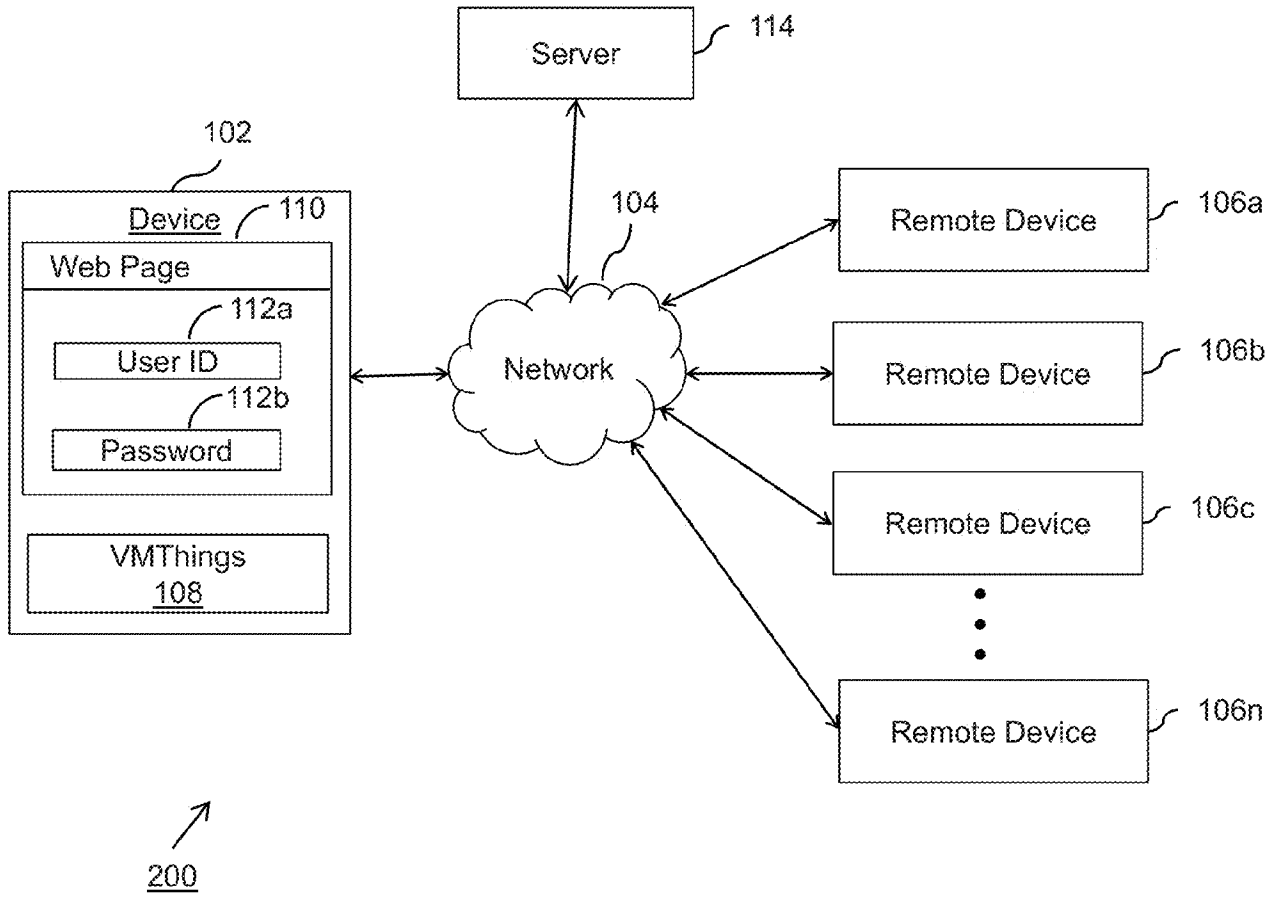 Server
114
102
Device
110
Web Page
112a
User ID
112b
Password
VMThings
108
104
Network
Remote Device
106a
Remote Device
106b
Remote Device
106c
Remote Device
106n
200